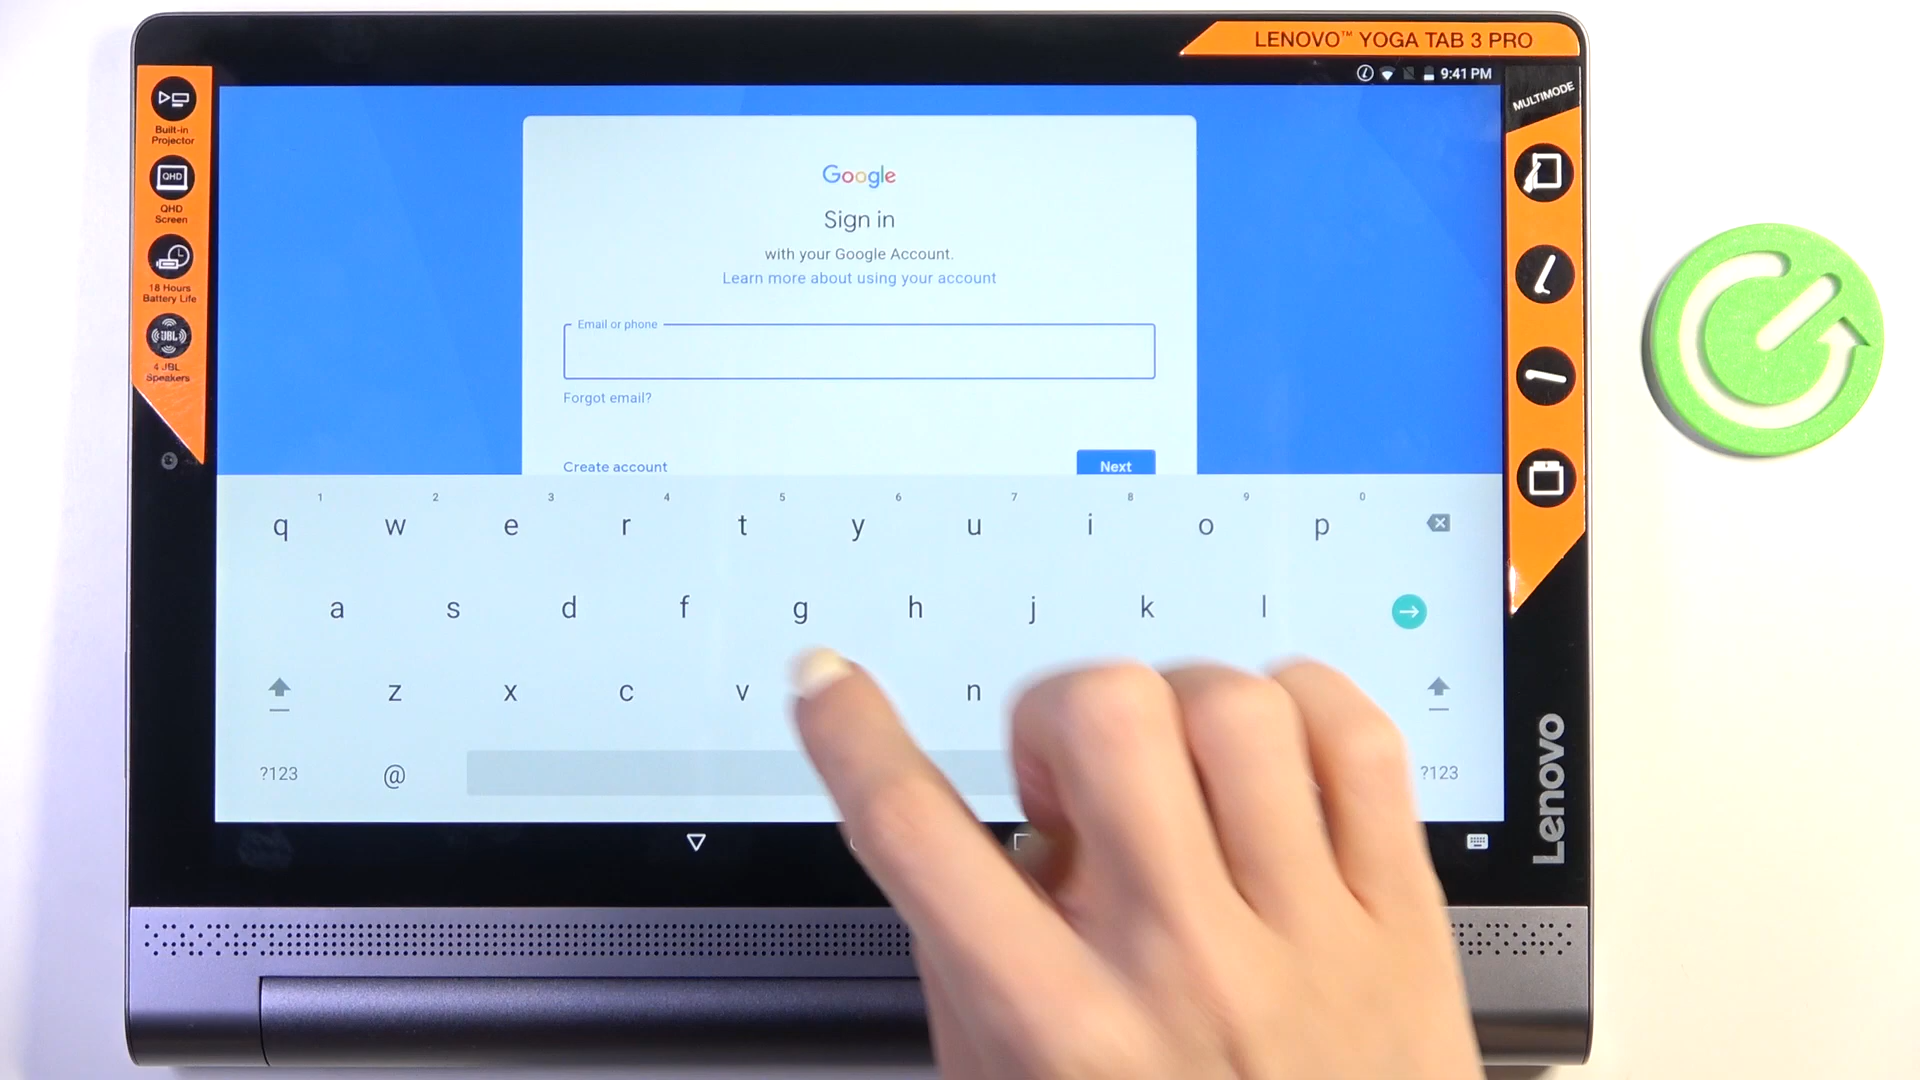 LENOVO™ YOGA TAB 3 PRO
9:41 PM
MULTIMODE
Built-in
Projector
QHD
QHD
Screen
18 Hours
Battery Life
JBL
4 JBL
Speakers
Google
Sign in
with your Google Account.
Learn more about using your account
Email or phone
Forgot email?
Create account
Next
1 2 3 4 5 6 7 8 9 0
q w e r t y u i o p
a s d f g h j k l
z x c v n
?123 @ ?123
Lenovo